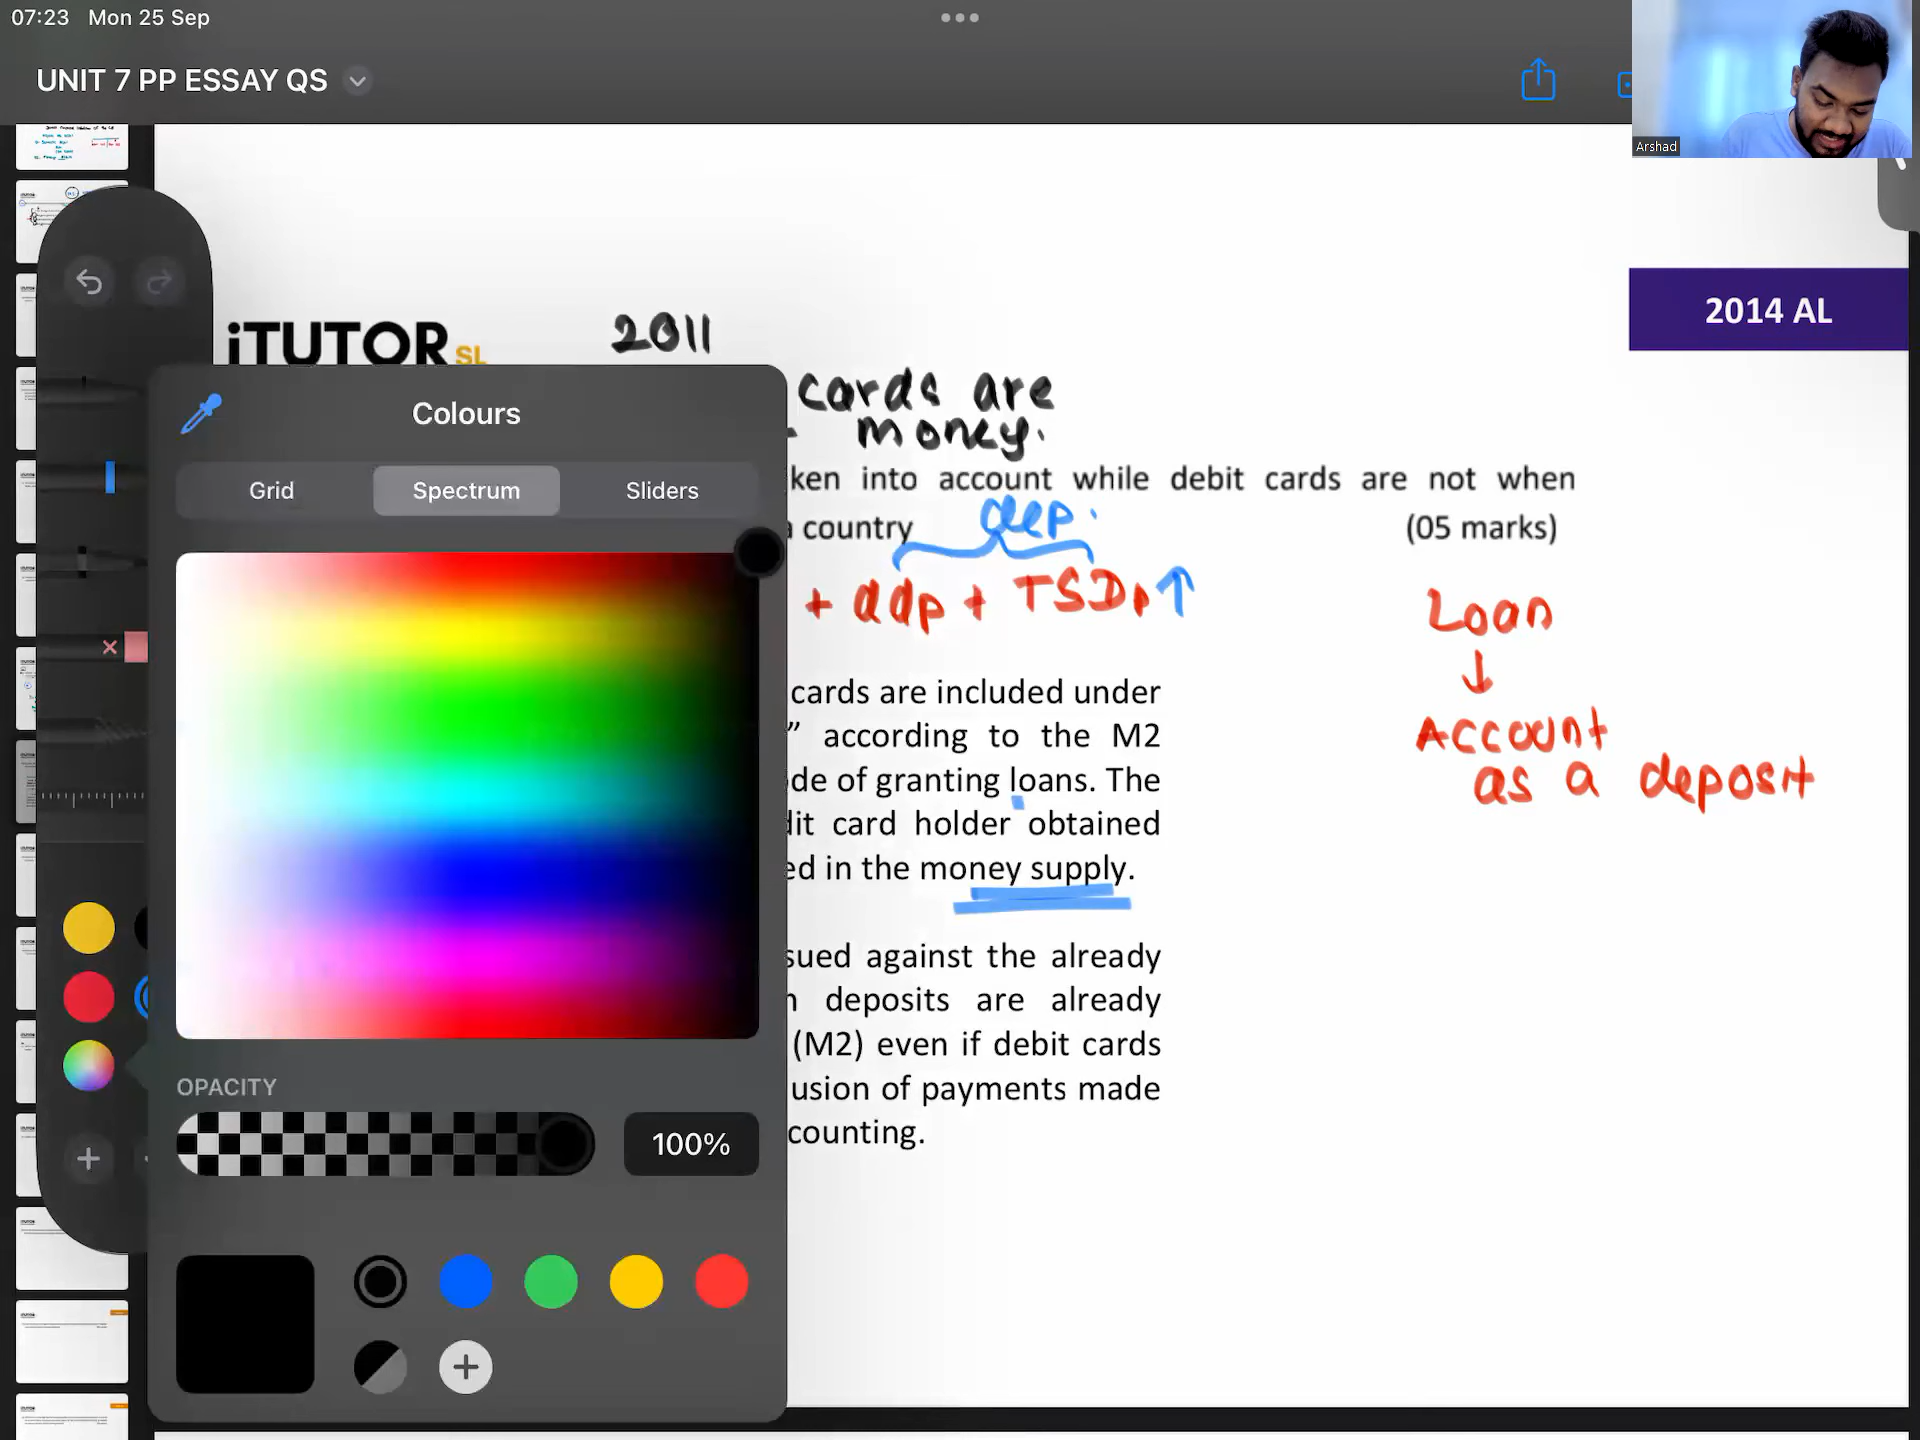 07:23 Mon 25 Sep
UNIT 7 PP ESSAY QS
Arshad
2014 AL
iTUTOR SL
2011
cards are
money.
ken into account while debit cards are not when
dep.
country
(05 marks)
+ ddp + TSDp ↑
Loan
↓
Account
as a deposit
cards are included under
” according to the M2
de of granting loans. The
dit card holder obtained
ed in the money supply.
sued against the already
deposits are already
(M2) even if debit cards
usion of payments made
counting.
Colours
Grid
Spectrum
Sliders
OPACITY
100%